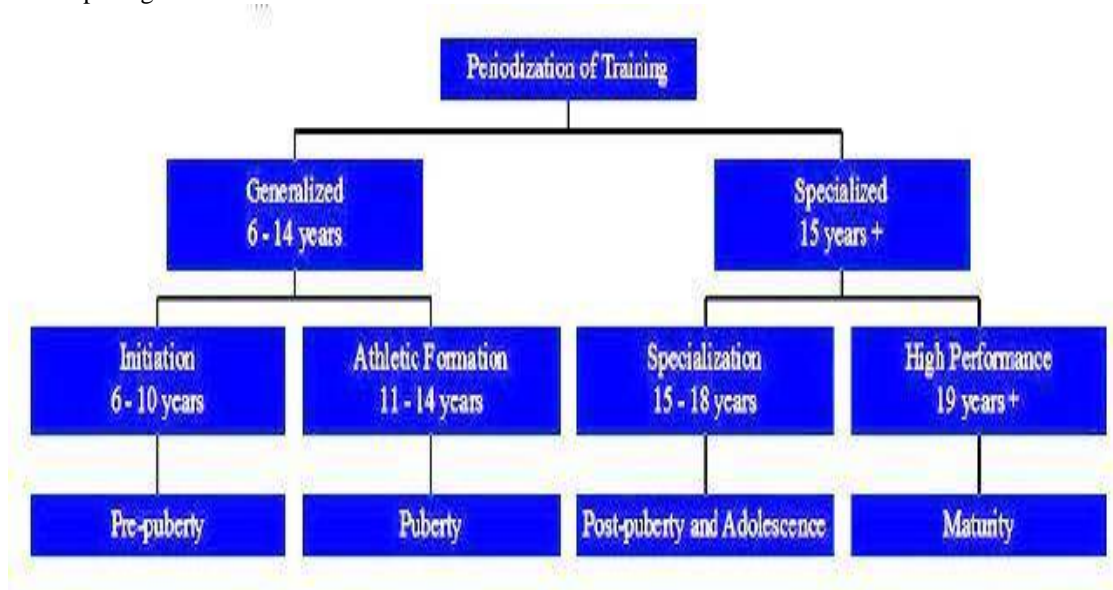 Periodization of Training
Generalized
6 - 14 years
Specialized
15 years +
Initiation
6 - 10 years
Athletic Formation
11 - 14 years
Specialization
15 - 18 years
High Performance
19 years +
Pre-puberty
Puberty
Post-puberty and Adolescence
Maturity